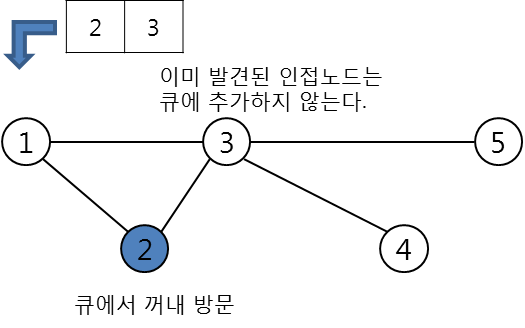 2 3
이미 발견된 인접노드는
큐에 추가하지 않는다.
1 3 5
2 4
큐에서 꺼내 방문